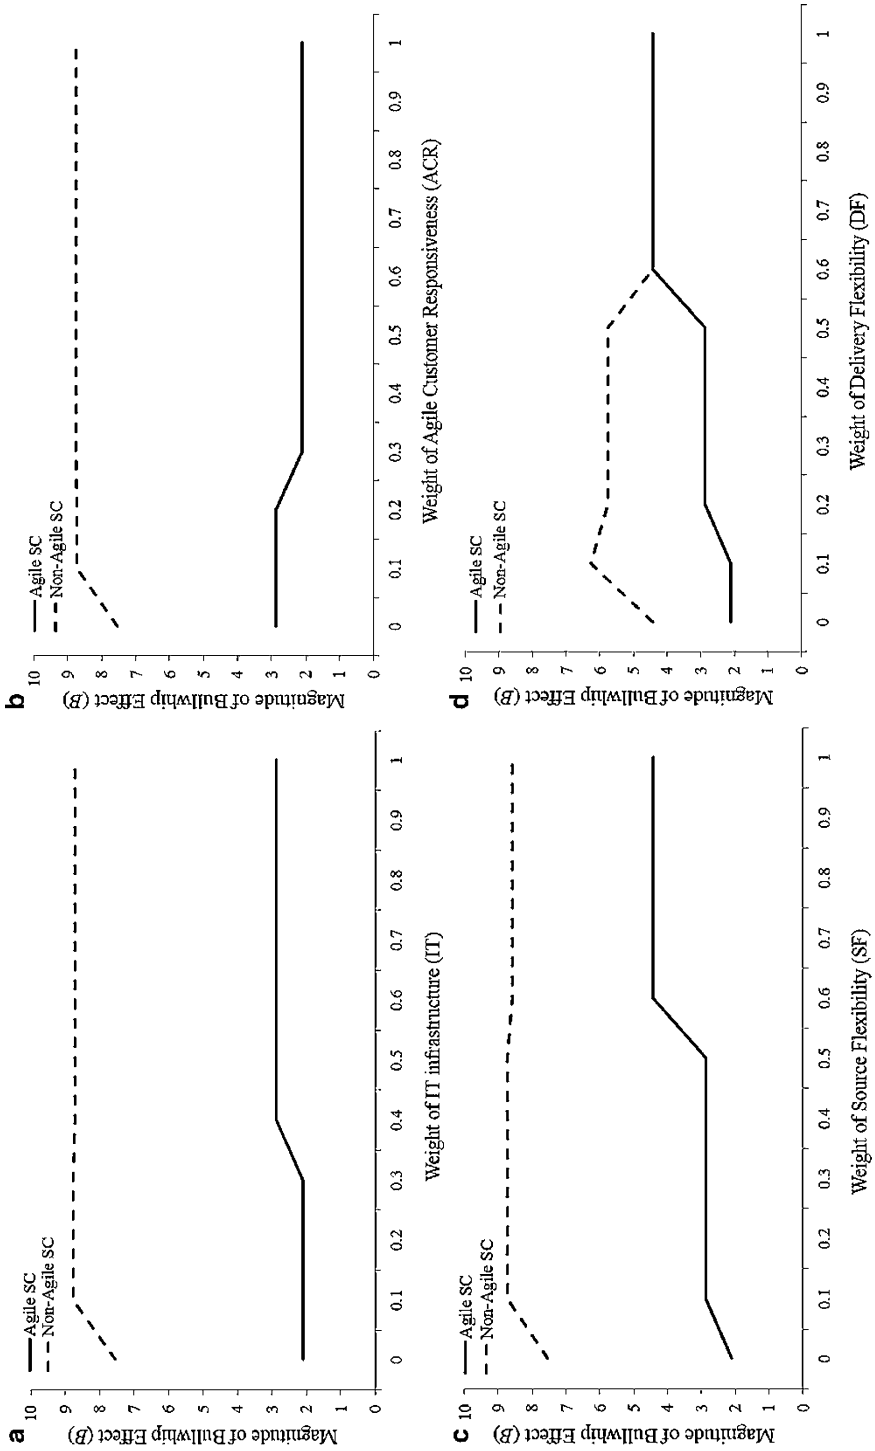 a
Agile SC
Non-Agile SC
Magnitude of Bullwhip Effect (B)
10
9
8
7
6
5
4
3
2
1
0
0 0.1 0.2 0.3 0.4 0.5 0.6 0.7 0.8 0.9 1
Weight of IT infrastructure (IT)
b
Agile SC
Non-Agile SC
Magnitude of Bullwhip Effect (B)
10
9
8
7
6
5
4
3
2
1
0
0 0.1 0.2 0.3 0.4 0.5 0.6 0.7 0.8 0.9 1
Weight of Agile Customer Responsiveness (ACR)
c
Agile SC
Non-Agile SC
Magnitude of Bullwhip Effect (B)
10
9
8
7
6
5
4
3
2
1
0
0 0.1 0.2 0.3 0.4 0.5 0.6 0.7 0.8 0.9 1
Weight of Source Flexibility (SF)
d
Agile SC
Non-Agile SC
Magnitude of Bullwhip Effect (B)
10
9
8
7
6
5
4
3
2
1
0
0 0.1 0.2 0.3 0.4 0.5 0.6 0.7 0.8 0.9 1
Weight of Delivery Flexibility (DF)